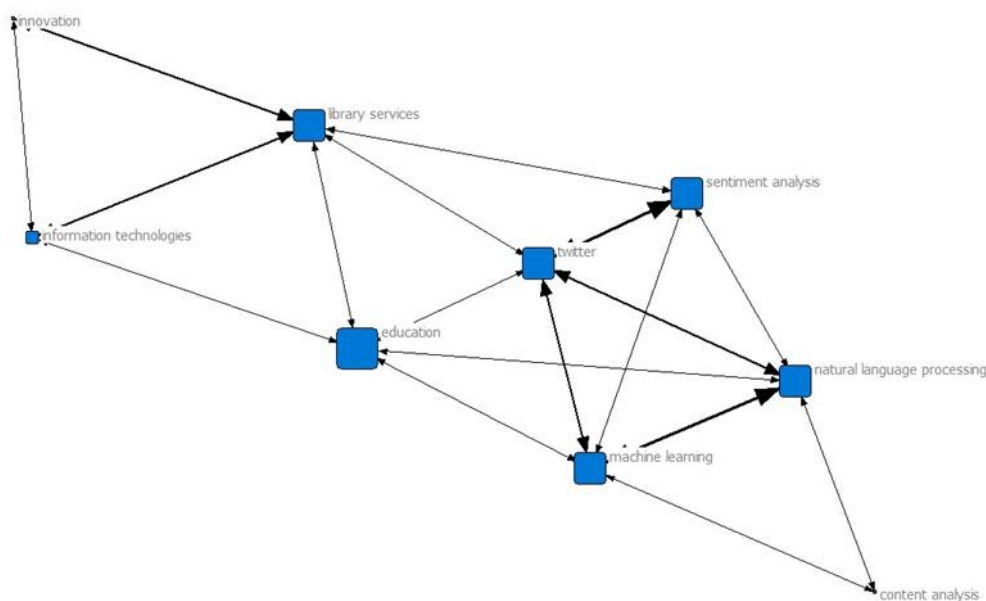 innovation
library services
sentiment analysis
information technologies
twitter
education
natural language processing
machine learning
content analysis